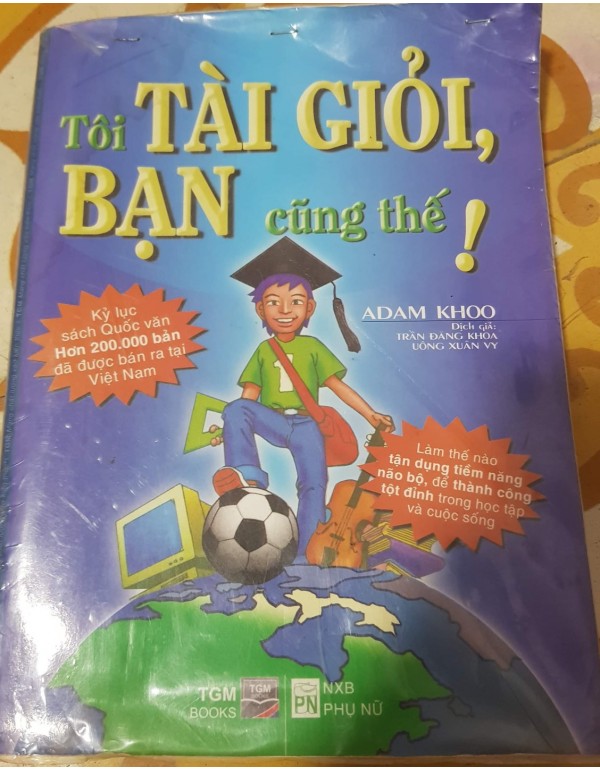 Tôi TÀI GIỎI,
BẠN cũng thế!
ADAM KHOO
Dịch giả:
TRẦN ĐĂNG KHOA
UÔNG XUÂN VY
Kỷ lục
sách Quốc văn
Hơn 200.000 bản
đã được bán ra tại
Việt Nam
Làm thế nào
tận dụng tiềm năng
não bộ, để thành công
tột đỉnh trong học tập
và cuộc sống
1
TGM
BOOKS
TGM
PN
NXB
PHỤ NỮ